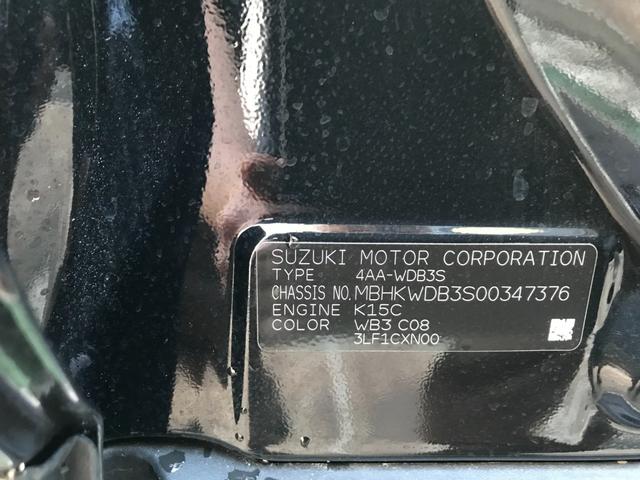 SUZUKI MOTOR CORPORATION
TYPE 4AA-WDB3S
CHASSIS NO. MBHKWDB3S00347376
ENGINE K15C
COLOR WB3 C08
3LF1CXN00